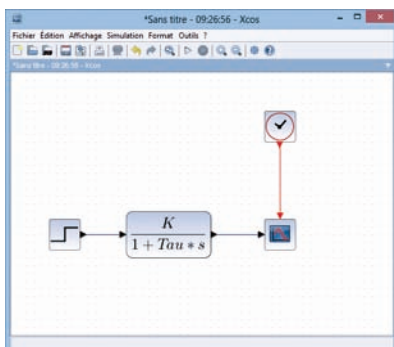 *Sans titre - 09:26:56 - Xcos
Fichier Édition Affichage Simulation Format Outils ?
*Sans titre - 09:26:56 - Xcos
K
1 + Tau * s